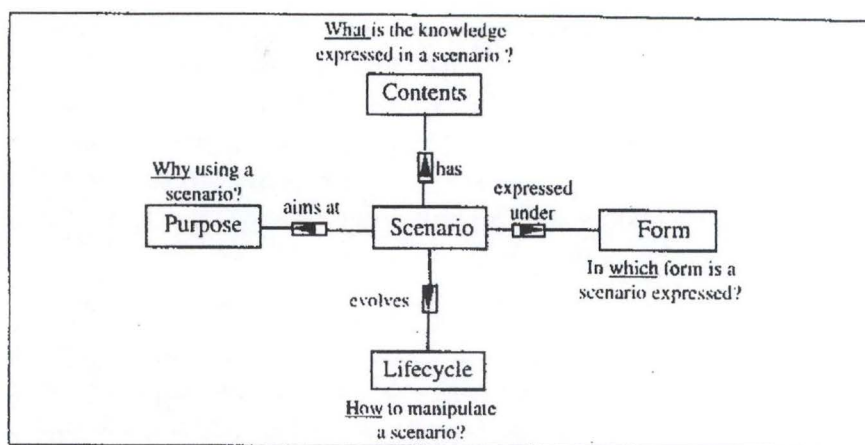 What is the knowledge
expressed in a scenario ?
Contents
has
Why using a
scenario?
Purpose
aims at
Scenario
expressed
under
Form
In which form is a
scenario expressed?
evolves
Lifecycle
How to manipulate
a scenario?